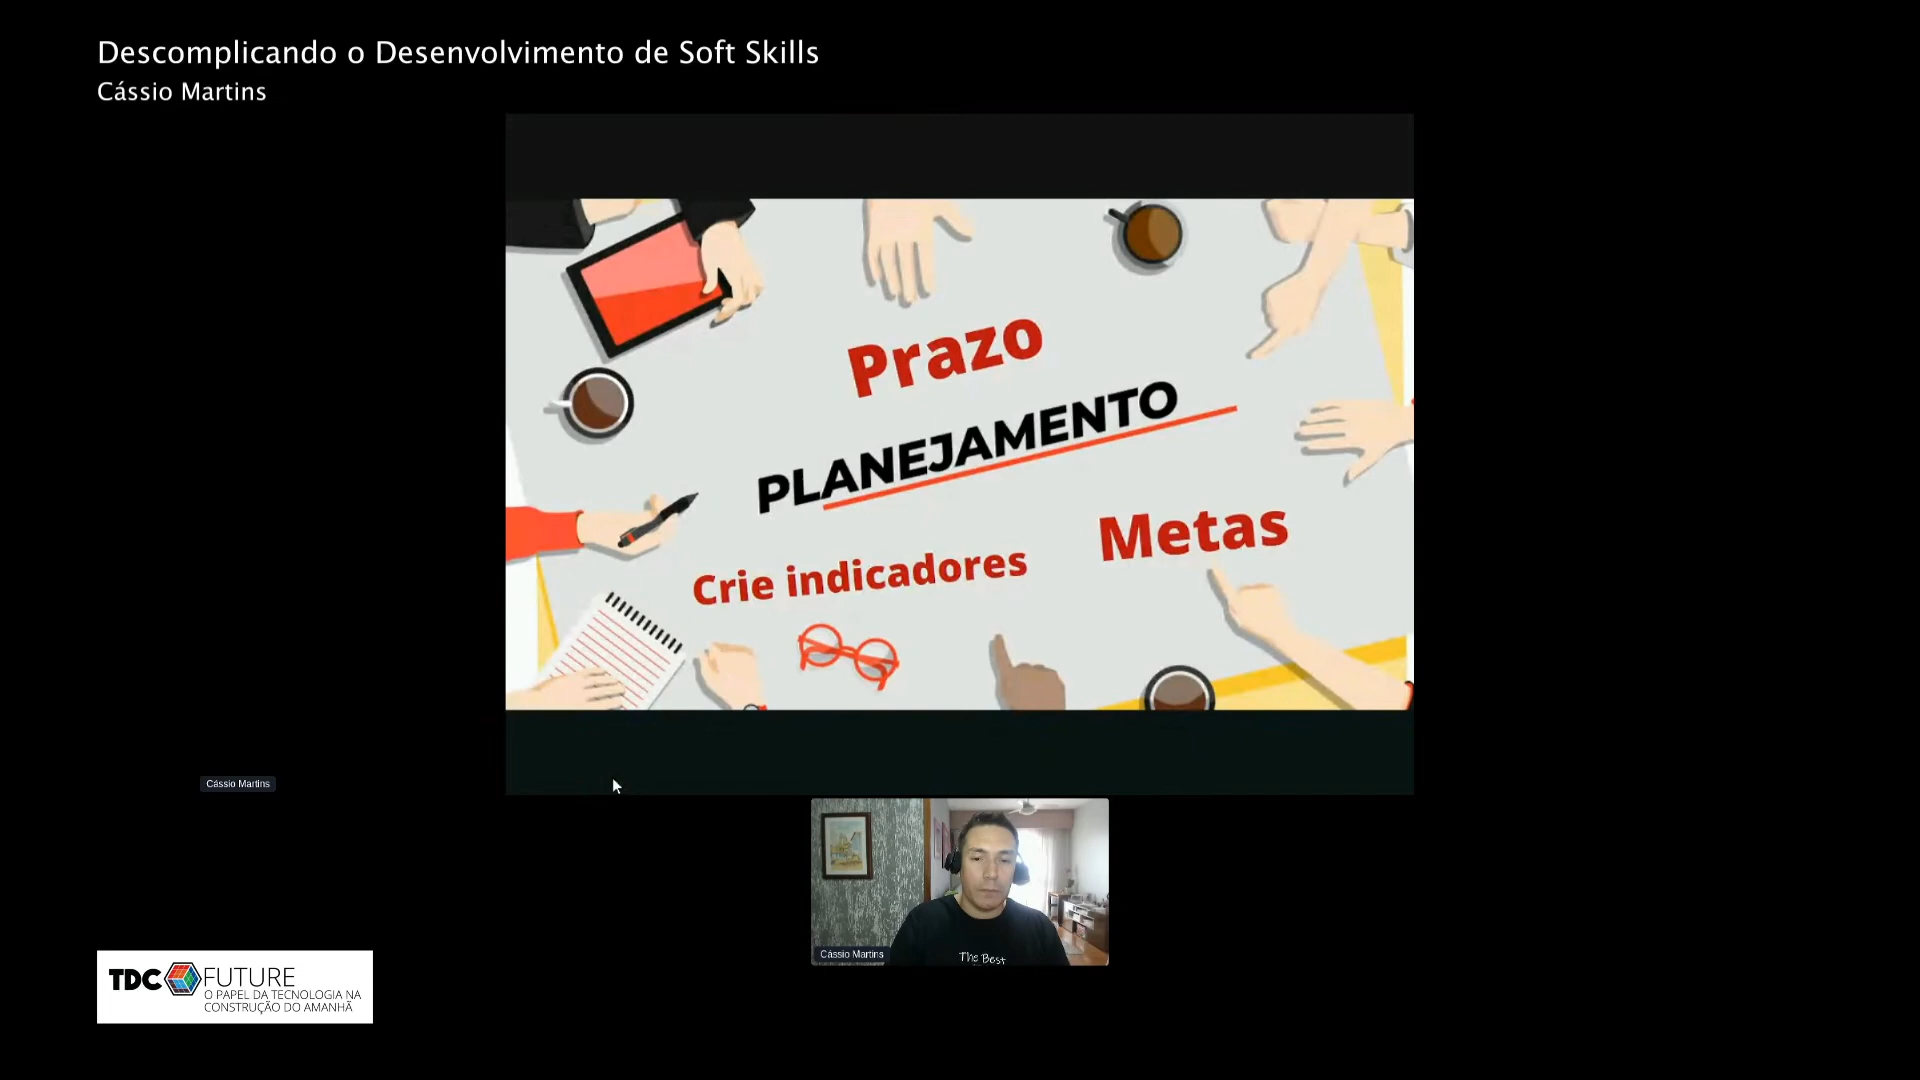 Descomplicando o Desenvolvimento de Soft Skills
Cássio Martins
Prazo
PLANEJAMENTO
Metas
Crie indicadores
Cássio Martins
Cássio Martins
The Best
TDC FUTURE
O PAPEL DA TECNOLOGIA NA
CONSTRUÇÃO DO AMANHÃ